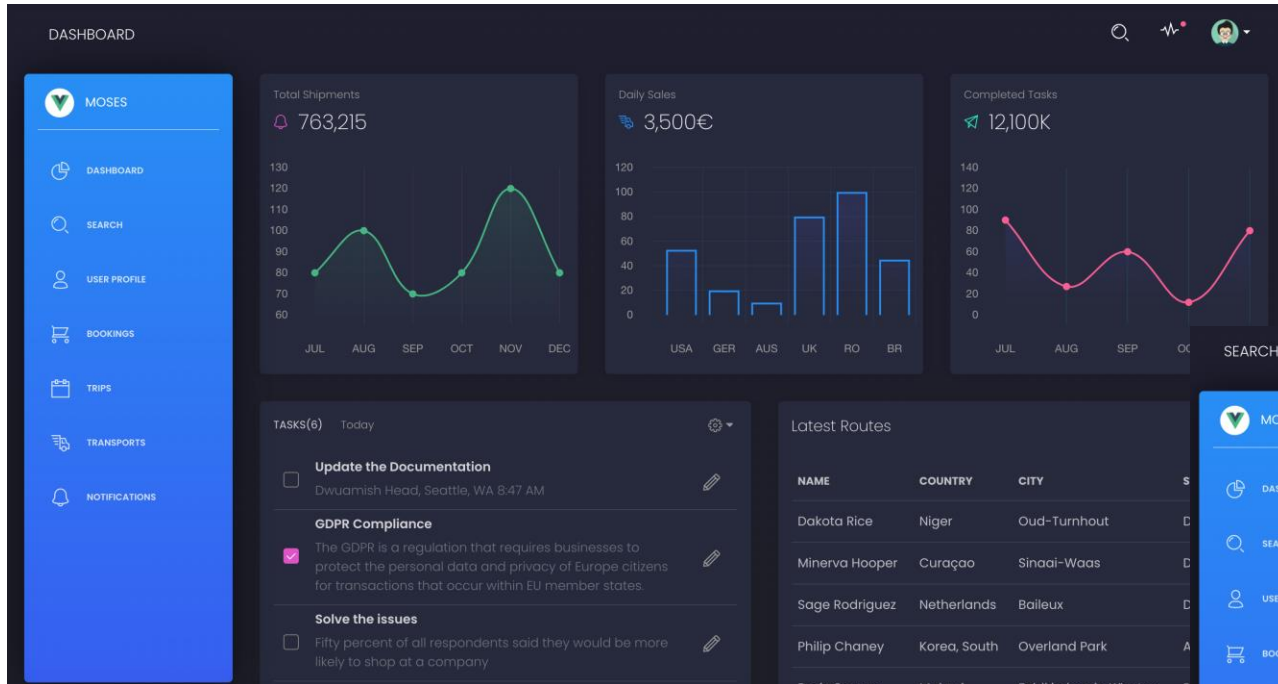 DASHBOARD
MOSES
DASHBOARD
SEARCH
USER PROFILE
BOOKINGS
TRIPS
TRANSPORTS
NOTIFICATIONS
Total Shipments
763,215
130
120
110
100
90
80
70
60
JUL AUG SEP OCT NOV DEC
Daily Sales
3,500€
120
100
80
60
40
20
0
USA GER AUS UK RO BR
Completed Tasks
12,100K
140
120
100
80
60
40
20
0
JUL AUG SEP
TASKS(6) Today
Update the Documentation
Dwuamish Head, Seattle, WA 8:47 AM
GDPR Compliance
The GDPR is a regulation that requires businesses to
protect the personal data and privacy of Europe citizens
for transactions that occur within EU member states.
Solve the issues
Fifty percent of all respondents said they would be more
likely to shop at a company
Latest Routes
NAME COUNTRY CITY
Dakota Rice Niger Oud-Turnhout
Minerva Hooper Curaçao Sinaai-Waas
Sage Rodriguez Netherlands Baileux
Philip Chaney Korea, South Overland Park
SEARCH